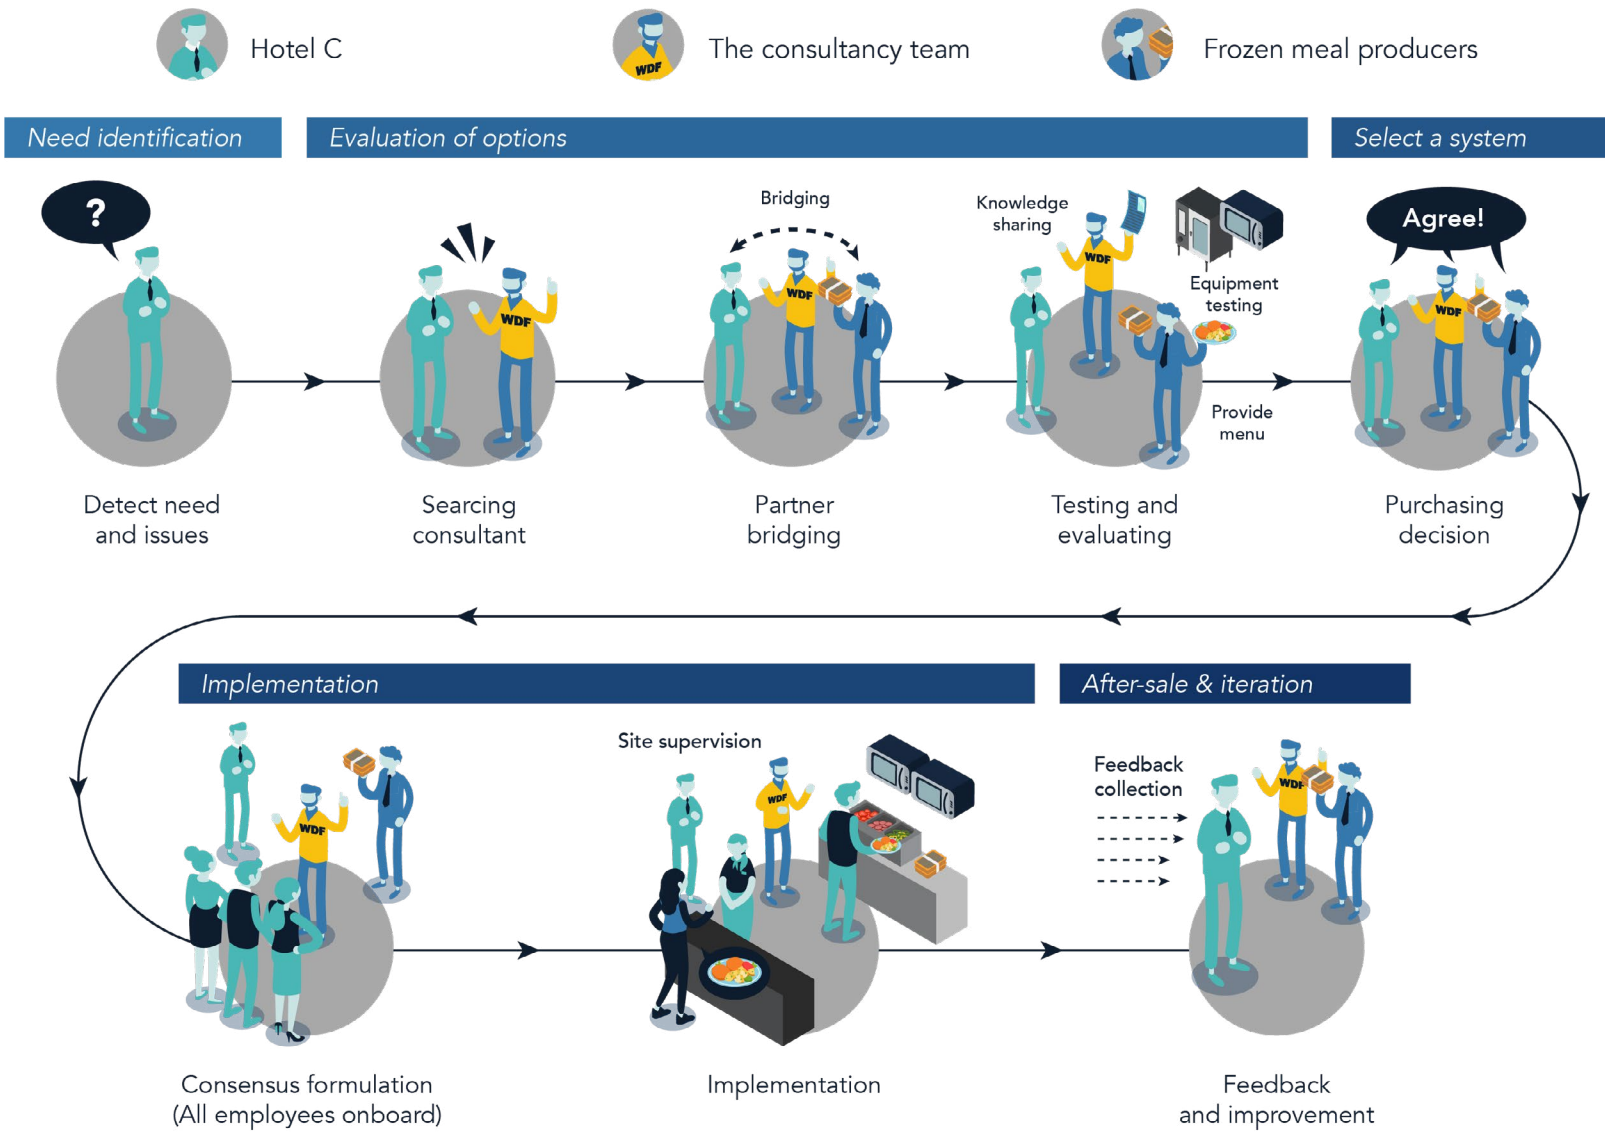 Hotel C
The consultancy team
WDF
Frozen meal producers
Need identification
Evaluation of options
Select a system
?
WDF
Bridging
WDF
Knowledge
sharing
WDF
Equipment
testing
Provide
menu
Agree!
WDF
Detect need
and issues
Searcing
consultant
Partner
bridging
Testing and
evaluating
Purchasing
decision
Implementation
After-sale & iteration
WDF
Site supervision
WDF
Feedback
collection
WDF
Consensus formulation
(All employees onboard)
Implementation
Feedback
and improvement